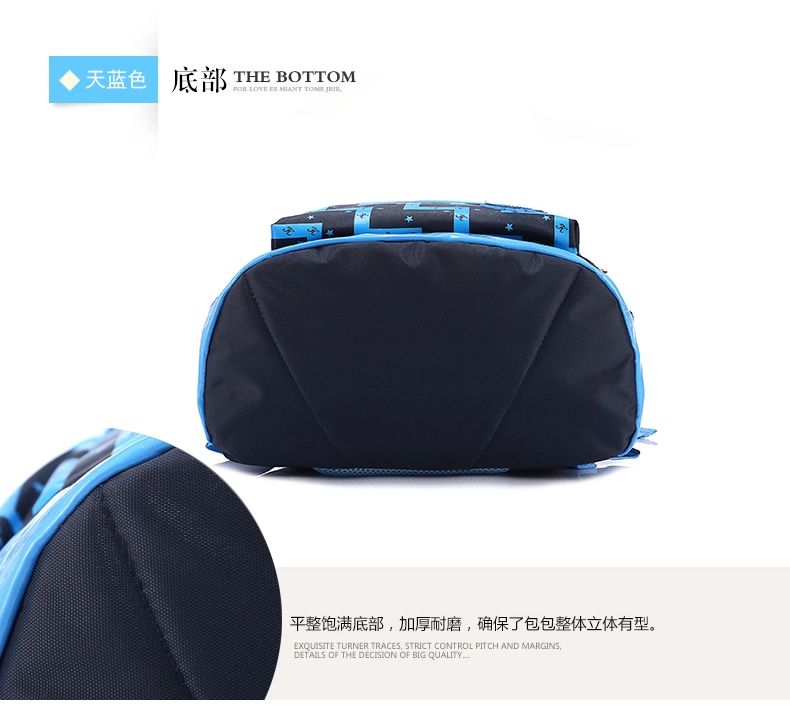 天蓝色
底部 THE BOTTOM
FOR LOVE ES MIANT TOME JRIE,
平整饱满底部，加厚耐磨，确保了包包整体立体有型。
EXQUISITE TURNER TRACES, STRICT CONTROL PITCH AND MARGINS,
DETAILS OF THE DECISION OF BIG QUALITY....